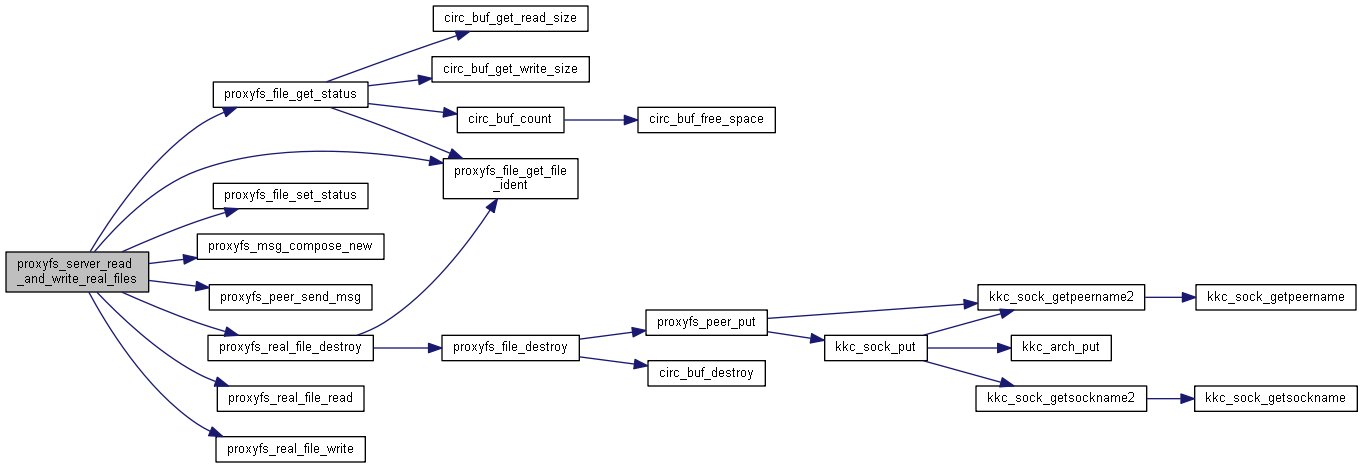 proxyfs_server_read
_and_write_real_files
proxyfs_file_get_status
circ_buf_get_read_size
circ_buf_get_write_size
circ_buf_count
circ_buf_free_space
proxyfs_file_get_file
_ident
proxyfs_file_set_status
proxyfs_msg_compose_new
proxyfs_peer_send_msg
proxyfs_real_file_destroy
proxyfs_file_destroy
proxyfs_peer_put
circ_buf_destroy
kkc_sock_put
kkc_sock_getpeername2
kkc_sock_getpeername
kkc_arch_put
kkc_sock_getsockname2
kkc_sock_getsockname
proxyfs_real_file_read
proxyfs_real_file_write